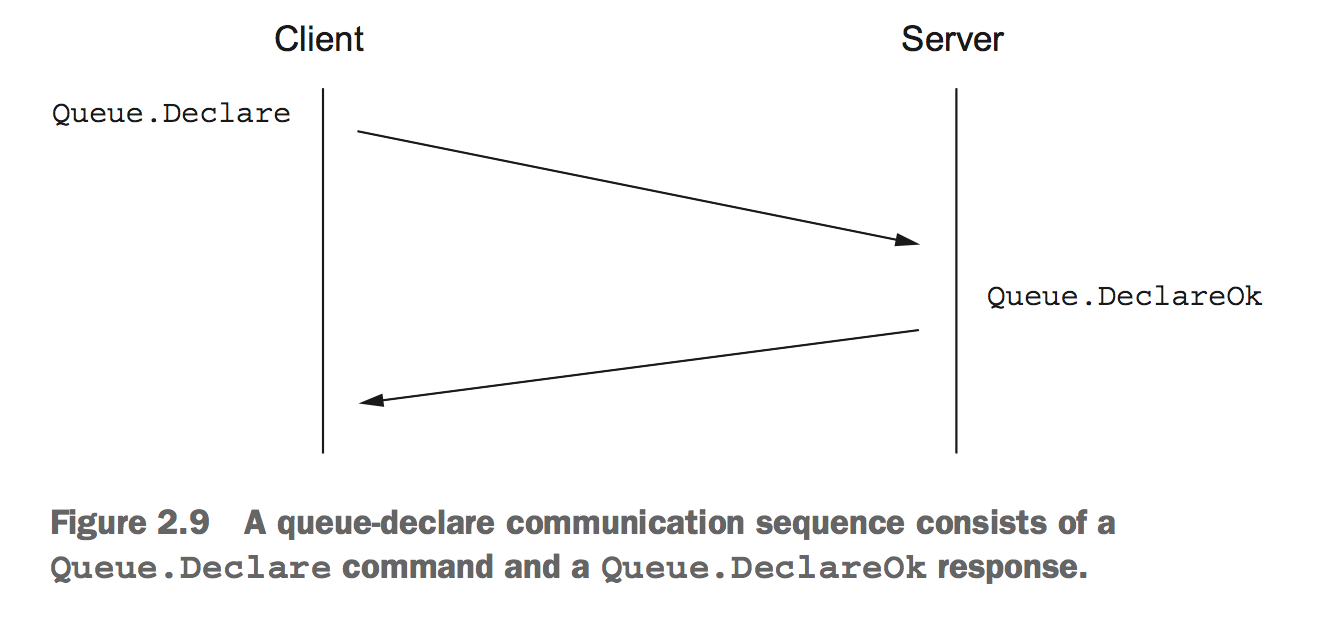 Client
Server
Queue.Declare
Queue.DeclareOk
Figure 2.9 A queue-declare communication sequence consists of a
Queue.Declare command and a Queue.DeclareOk response.